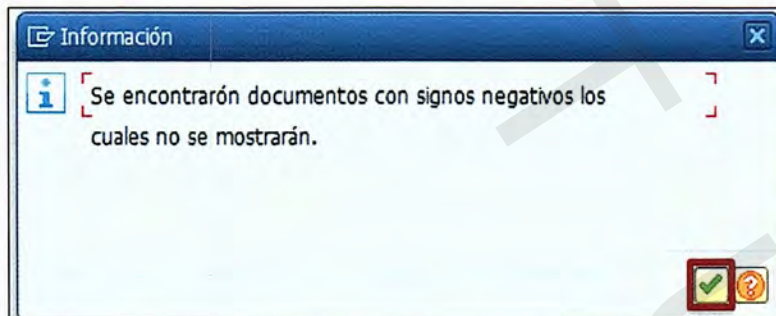 Información
Se encontrarón documentos con signos negativos los
cuales no se mostrarán.